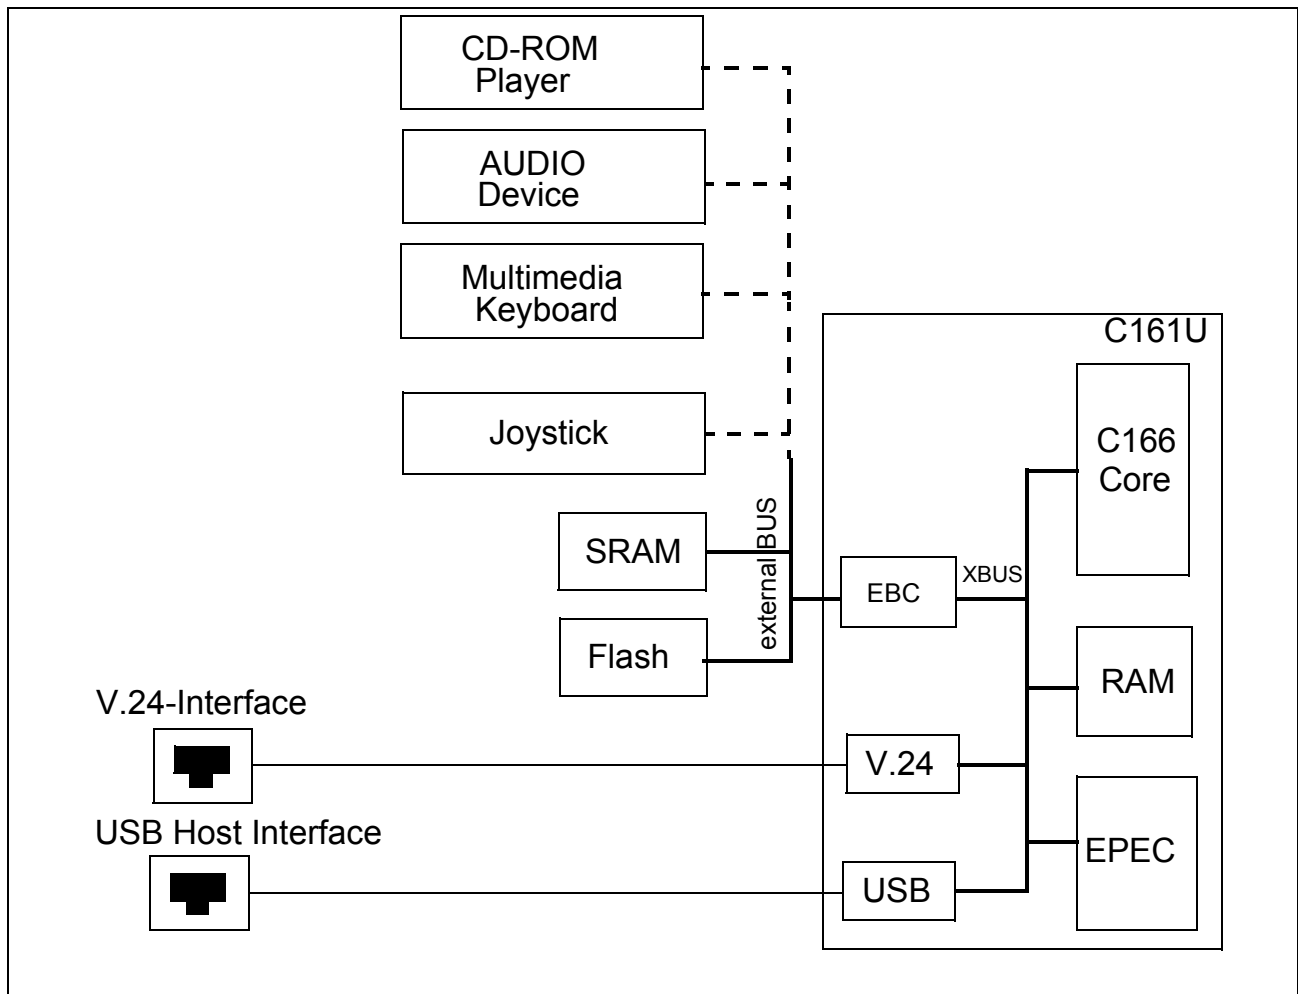 CD-ROM
Player
AUDIO
Device
Multimedia
Keyboard
C161U
Joystick
C166
Core
external BUS
SRAM
EBC
XBUS
Flash
RAM
V.24-Interface
V.24
USB Host Interface
EPEC
USB